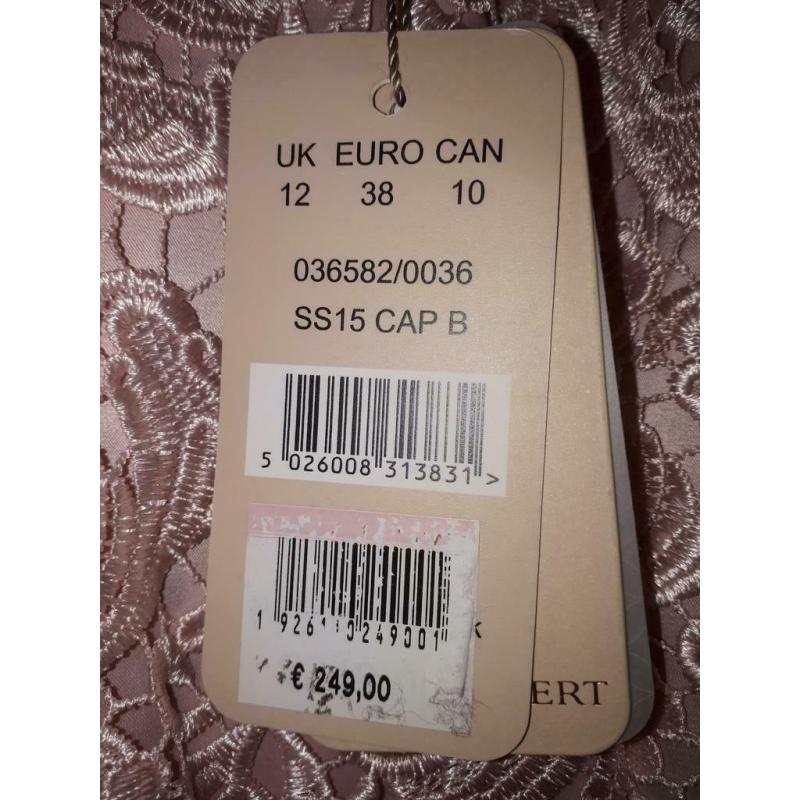 UK EURO CAN
12 38 10
036582/0036
SS15 CAP B
5 026008 313831 >
€ 249,00
ERT